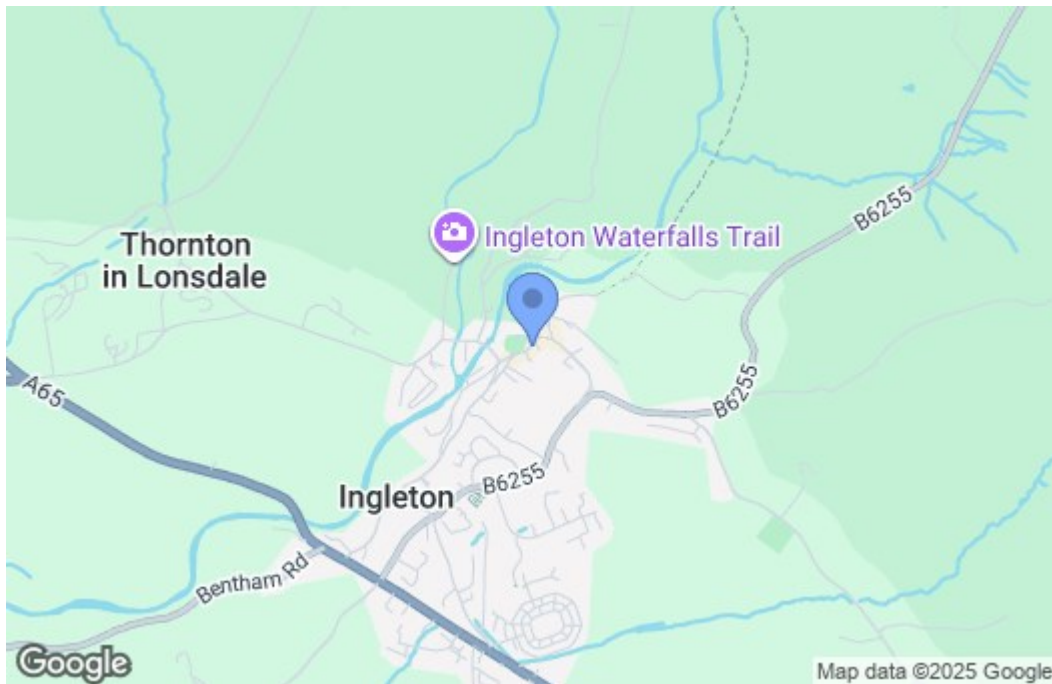 B6255
Ingleton Waterfalls Trail
Thornton
in Lonsdale
A65
B6255
B6255
Ingleton
Bentham Rd
Google
Map data ©2025 Google